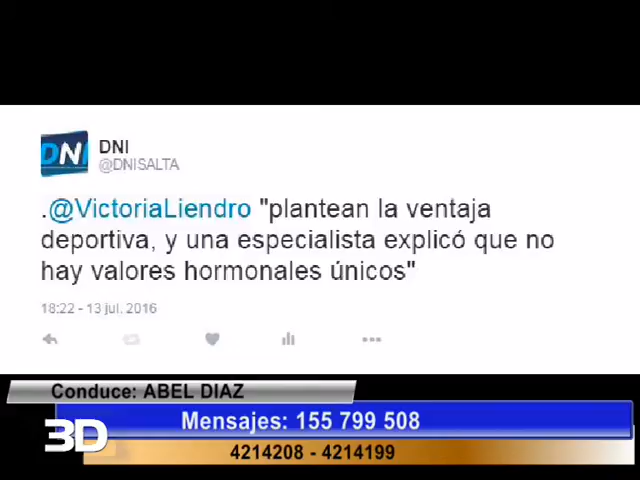 DNI
DNI
@DNISALTA
.@VictoriaLiendro "plantean la ventaja
deportiva, y una especialista explicó que no
hay valores hormonales únicos"
18:22 - 13 jul. 2016
Conduce: ABEL DIAZ
Mensajes: 155 799 508
3D
4214208 - 4214199